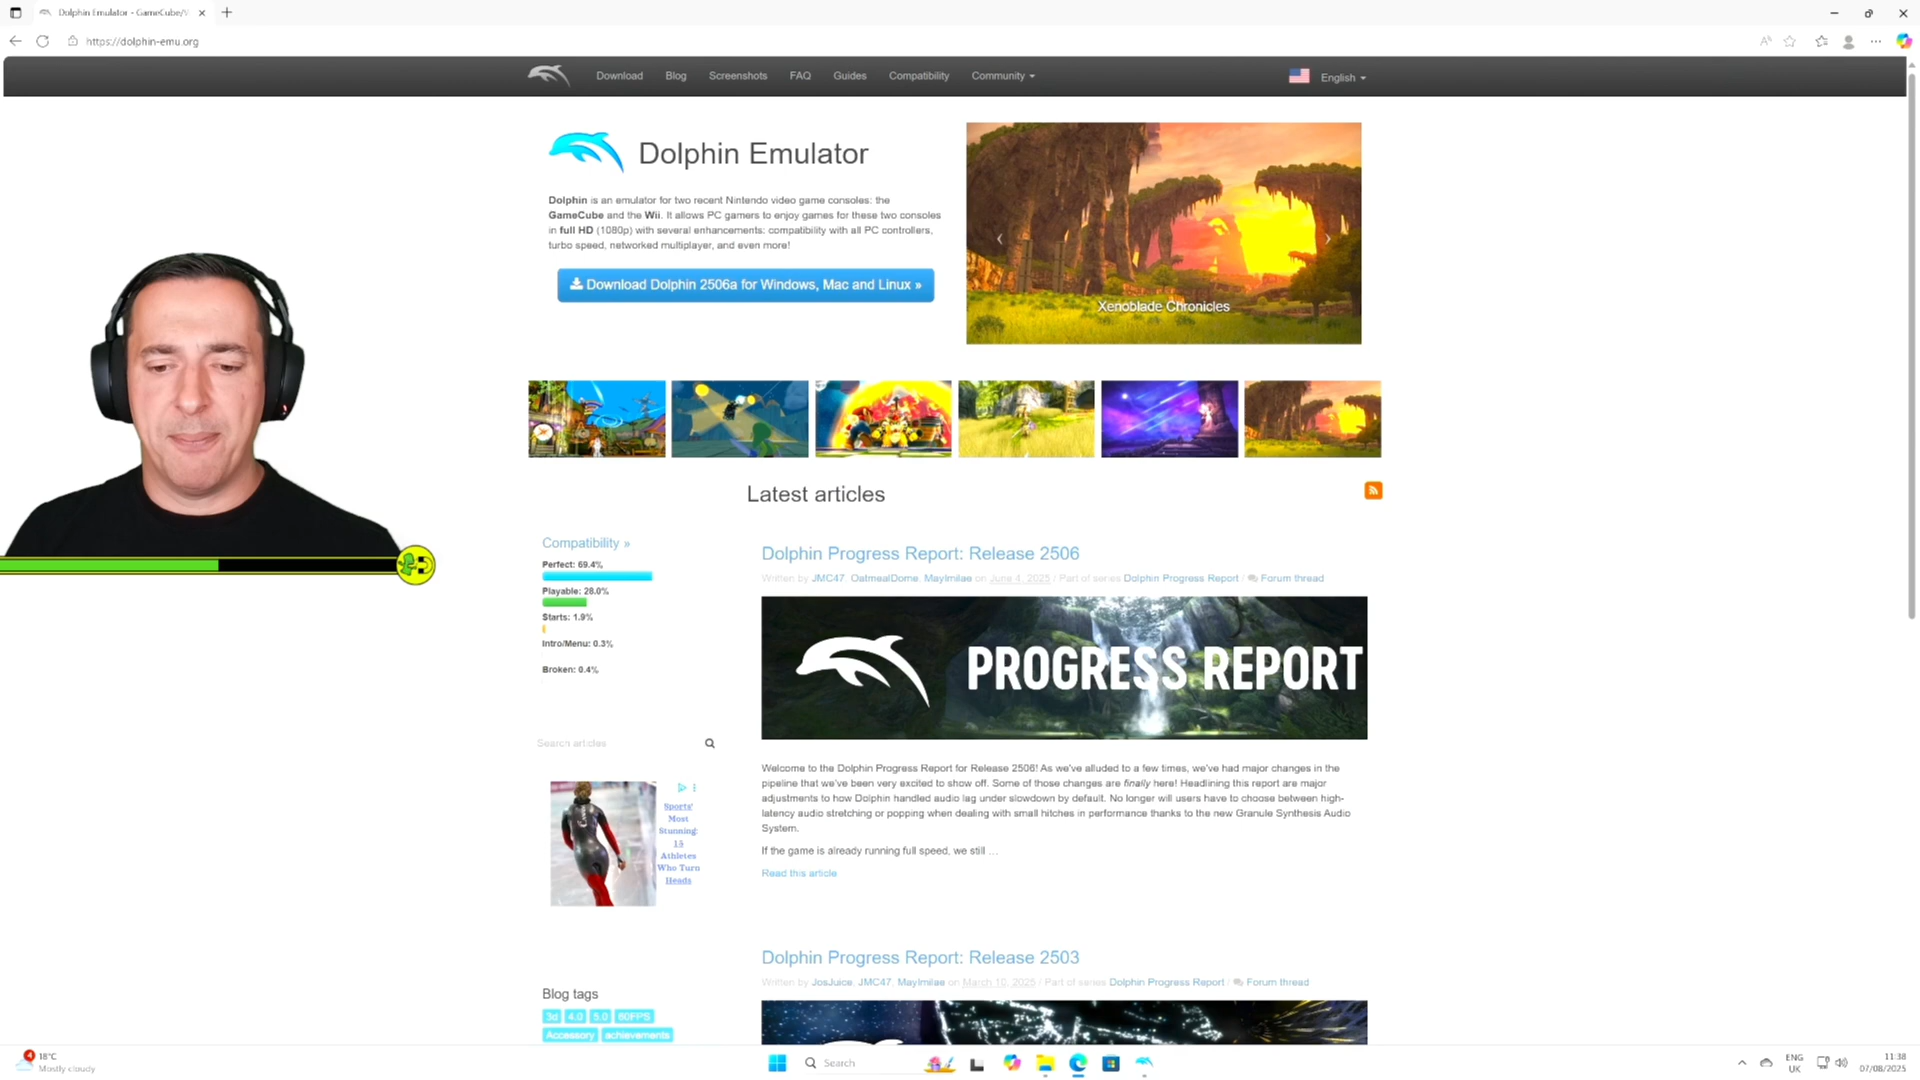 Dolphin Emulator - GameCube/W
https://dolphin-emu.org
Download Blog Screenshots FAQ Guides Compatibility Community English
Dolphin Emulator
Dolphin is an emulator for two recent Nintendo video game consoles: the
GameCube and the Wii. It allows PC gamers to enjoy games for these two consoles
in full HD (1080p) with several enhancements: compatibility with all PC controllers,
turbo speed, networked multiplayer, and even more!
Download Dolphin 2506a for Windows, Mac and Linux »
Xenoblade Chronicles
Latest articles
Compatibility »
Perfect: 69.4%
Playable: 28.0%
Starts: 1.9%
Intro/Menu: 0.3%
Broken: 0.4%
Search articles
Sports'
Most
Stunning:
15
Athletes
Who Turn
Heads
Blog tags
3d 4.0 5.0 60FPS
Accessory achievements
Dolphin Progress Report: Release 2506
Written by JMC47, OatmealDome, MayImilae on June 4, 2025 / Part of series Dolphin Progress Report / Forum thread
PROGRESS REPORT
Welcome to the Dolphin Progress Report for Release 2506! As we've alluded to a few times, we've had major changes in the
pipeline that we've been very excited to show off. Some of those changes are finally here! Headlining this report are major
adjustments to how Dolphin handled audio lag under slowdown by default. No longer will users have to choose between high-
latency audio stretching or popping when dealing with small hitches in performance thanks to the new Granule Synthesis Audio
System.
If the game is already running full speed, we still …
Read this article
Dolphin Progress Report: Release 2503
Written by JosJuice, JMC47, MayImilae on March 10, 2025 / Part of series Dolphin Progress Report / Forum thread
4
18°C
Mostly cloudy
Search
ENG
UK
11:38
07/08/2025